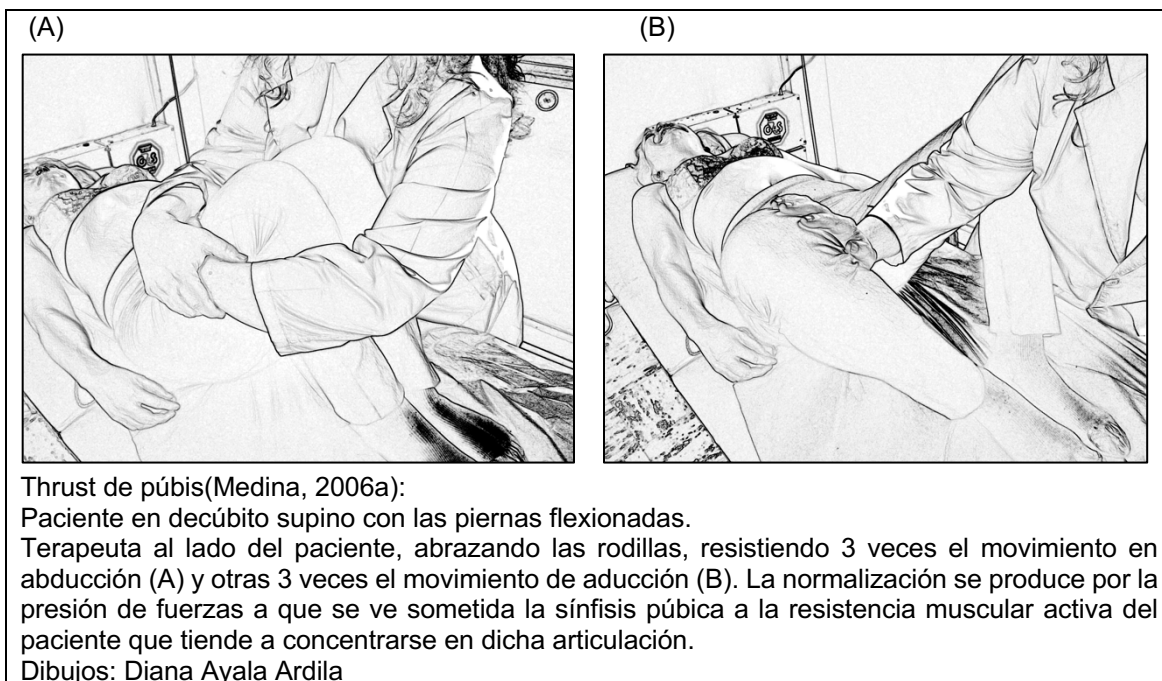 (A) (B)
Thrust de púbis(Medina, 2006a):
Paciente en decúbito supino con las piernas flexionadas.
Terapeuta al lado del paciente, abrazando las rodillas, resistiendo 3 veces el movimiento en
abducción (A) y otras 3 veces el movimiento de aducción (B). La normalización se produce por la
presión de fuerzas a que se ve sometida la sínfisis púbica a la resistencia muscular activa del
paciente que tiende a concentrarse en dicha articulación.
Dibujos: Diana Ayala Ardila